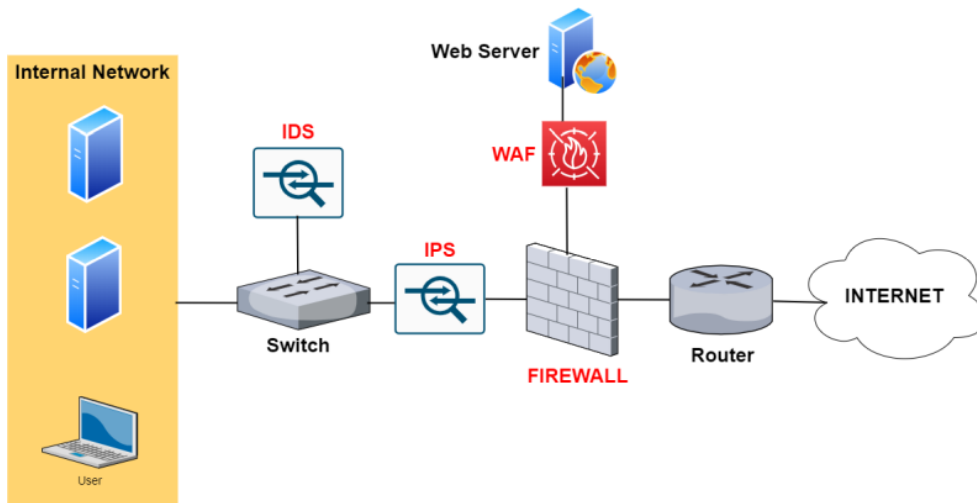 Web Server
Internal Network
IDS
WAF
IPS
INTERNET
Switch
Router
FIREWALL
User